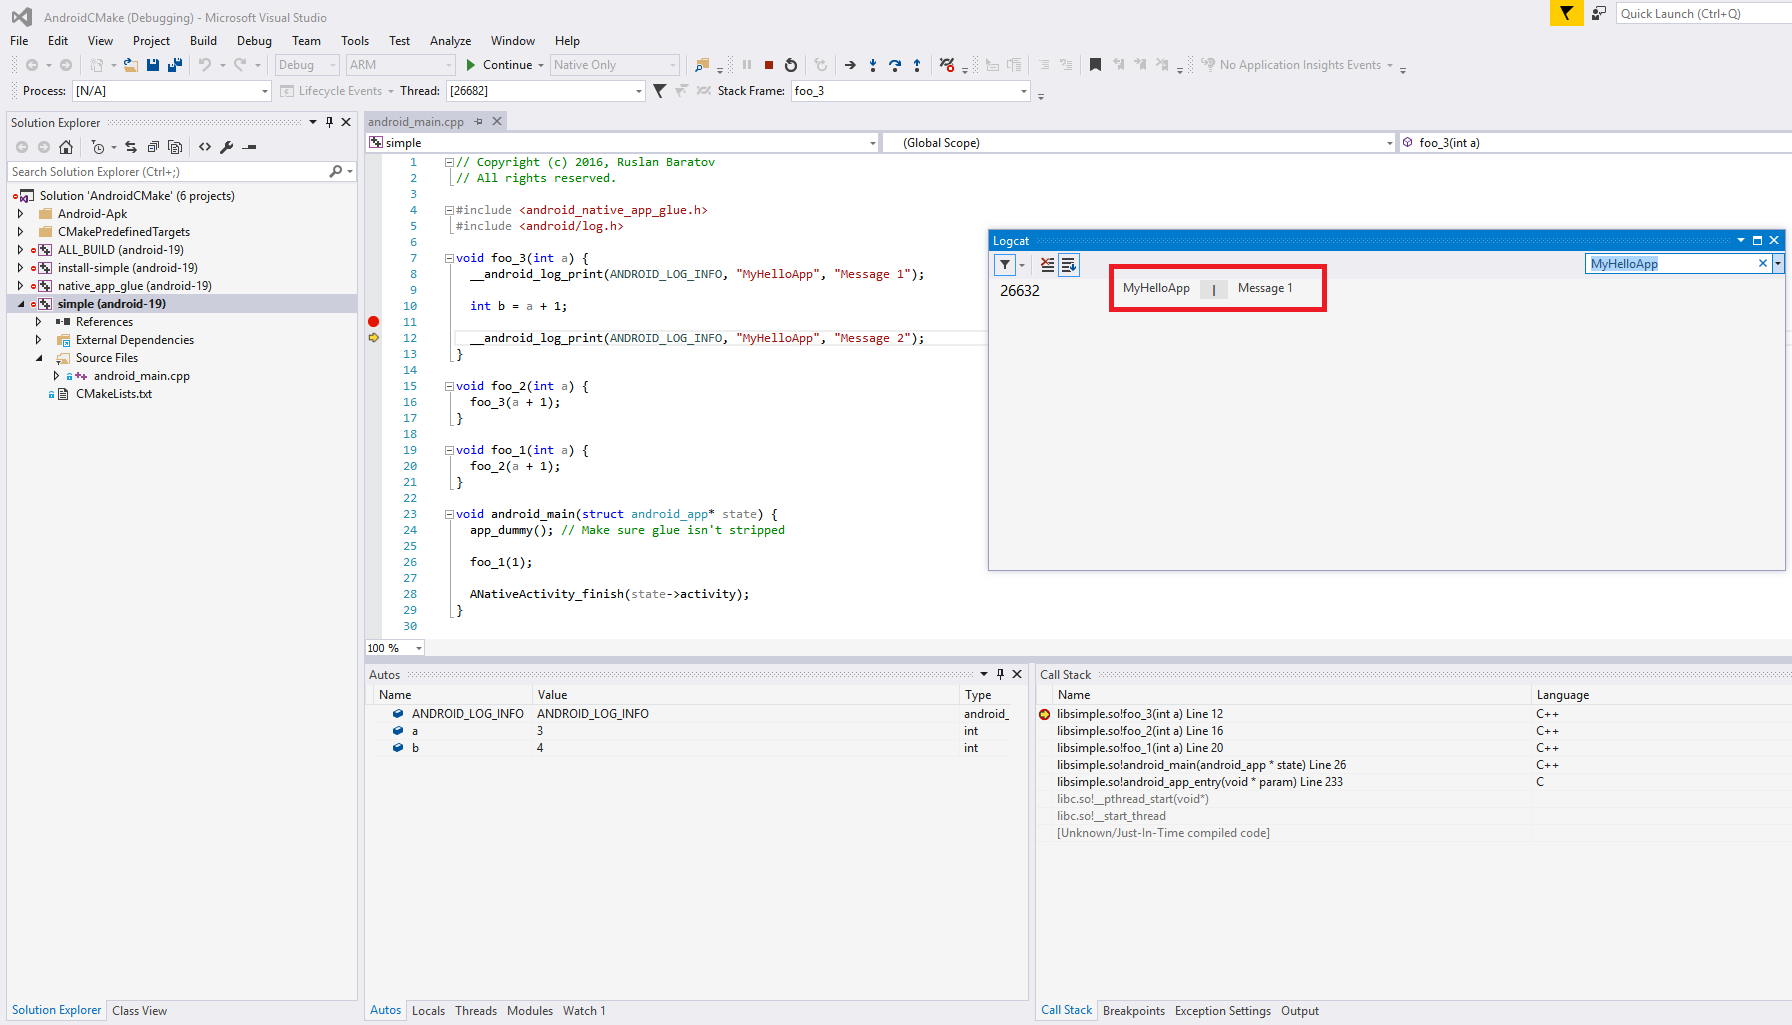 AndroidCMake (Debugging) - Microsoft Visual Studio
Quick Launch (Ctrl+Q)
File Edit View Project Build Debug Team Tools Test Analyze Window Help
Debug ARM Continue Native Only No Application Insights Events
Process: [N/A] Lifecycle Events Thread: [26682] Stack Frame: foo_3
Solution Explorer
Search Solution Explorer (Ctrl+;)
Solution 'AndroidCMake' (6 projects)
Android-Apk
CMakePredefinedTargets
ALL_BUILD (android-19)
install-simple (android-19)
native_app_glue (android-19)
simple (android-19)
References
External Dependencies
Source Files
android_main.cpp
CMakeLists.txt
Solution Explorer Class View
android_main.cpp
simple (Global Scope) foo_3(int a)
1 // Copyright (c) 2016, Ruslan Baratov
2 // All rights reserved.
3
4 #include <android_native_app_glue.h>
5 #include <android/log.h>
6
7 void foo_3(int a) {
8 __android_log_print(ANDROID_LOG_INFO, "MyHelloApp", "Message 1");
9
10 int b = a + 1;
11
12 __android_log_print(ANDROID_LOG_INFO, "MyHelloApp", "Message 2");
13 }
14
15 void foo_2(int a) {
16 foo_3(a + 1);
17 }
18
19 void foo_1(int a) {
20 foo_2(a + 1);
21 }
22
23 void android_main(struct android_app* state) {
24 app_dummy(); // Make sure glue isn't stripped
25
26 foo_1(1);
27
28 ANativeActivity_finish(state->activity);
29 }
30
100 %
Logcat
MyHelloApp
26632 MyHelloApp I Message 1
Autos
Name Value Type
ANDROID_LOG_INFO ANDROID_LOG_INFO android_
a 3 int
b 4 int
Autos Locals Threads Modules Watch 1
Call Stack
Name Language
libsimple.so!foo_3(int a) Line 12 C++
libsimple.so!foo_2(int a) Line 16 C++
libsimple.so!foo_1(int a) Line 20 C++
libsimple.so!android_main(android_app * state) Line 26 C++
libsimple.so!android_app_entry(void * param) Line 233 C
libc.so!__pthread_start(void*)
libc.so!__start_thread
[Unknown/Just-In-Time compiled code]
Call Stack Breakpoints Exception Settings Output